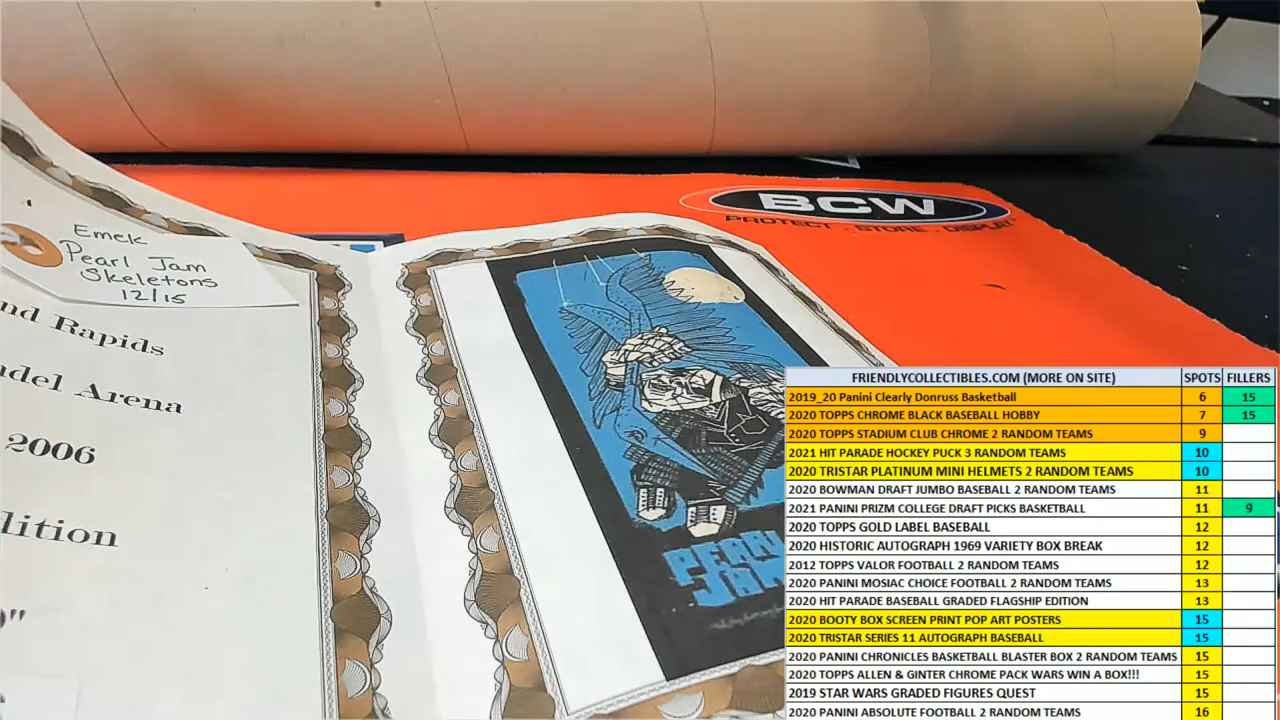 BCW
PROTECT · STORE · DISPLAY
Emek
Pearl Jam
Skeletons
12/15
nd Rapids
del Arena
2006
lition
PEARL
JAM
FRIENDLYCOLLECTIBLES.COM (MORE ON SITE) SPOTS FILLERS
2019_20 Panini Clearly Donruss Basketball 6 15
2020 TOPPS CHROME BLACK BASEBALL HOBBY 7 15
2020 TOPPS STADIUM CLUB CHROME 2 RANDOM TEAMS 9
2021 HIT PARADE HOCKEY PUCK 3 RANDOM TEAMS 10
2020 TRISTAR PLATINUM MINI HELMETS 2 RANDOM TEAMS 10
2020 BOWMAN DRAFT JUMBO BASEBALL 2 RANDOM TEAMS 11
2021 PANINI PRIZM COLLEGE DRAFT PICKS BASKETBALL 11 9
2020 TOPPS GOLD LABEL BASEBALL 12
2020 HISTORIC AUTOGRAPH 1969 VARIETY BOX BREAK 12
2012 TOPPS VALOR FOOTBALL 2 RANDOM TEAMS 12
2020 PANINI MOSIAC CHOICE FOOTBALL 2 RANDOM TEAMS 13
2020 HIT PARADE BASEBALL GRADED FLAGSHIP EDITION 13
2020 BOOTY BOX SCREEN PRINT POP ART POSTERS 15
2020 TRISTAR SERIES 11 AUTOGRAPH BASEBALL 15
2020 PANINI CHRONICLES BASKETBALL BLASTER BOX 2 RANDOM TEAMS 15
2020 TOPPS ALLEN & GINTER CHROME PACK WARS WIN A BOX!!! 15
2019 STAR WARS GRADED FIGURES QUEST 15
2020 PANINI ABSOLUTE FOOTBALL 2 RANDOM TEAMS 16